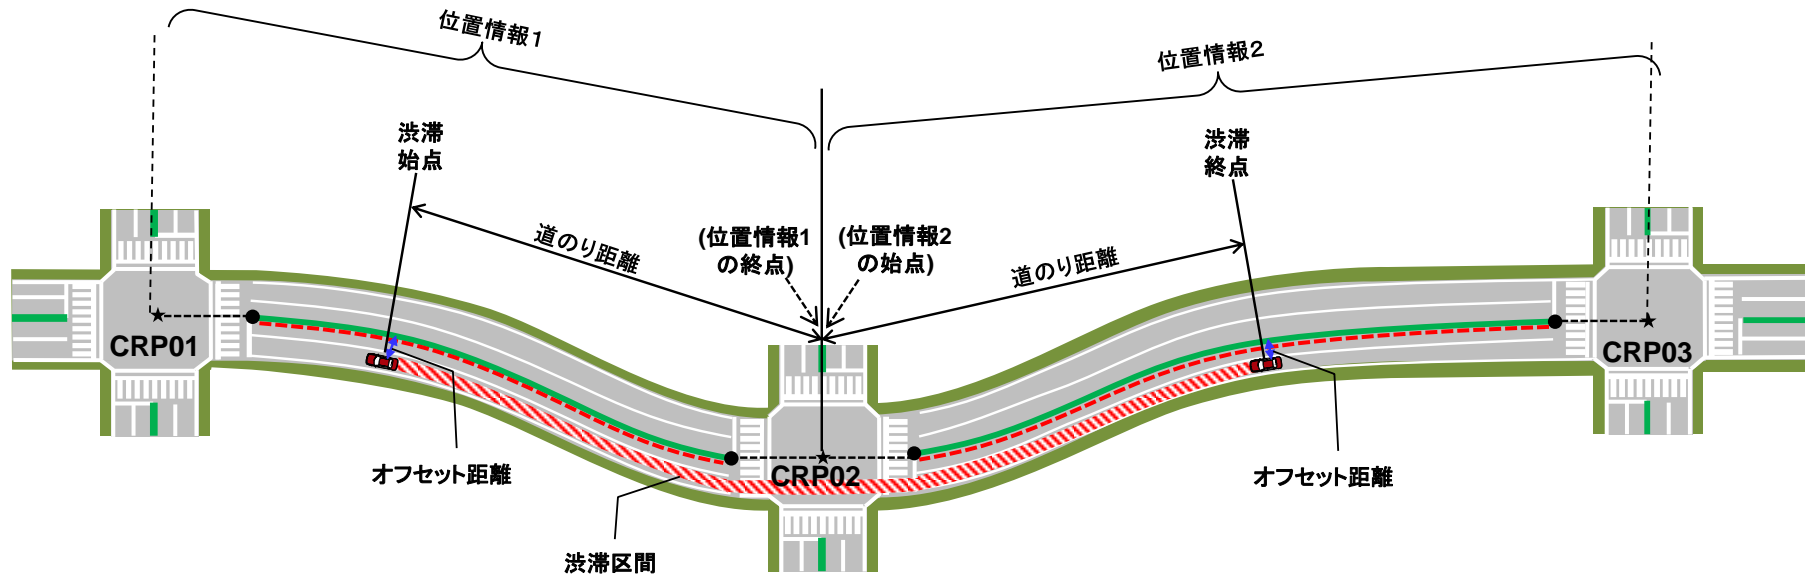 位置情報1
位置情報2
渋滞
始点
渋滞
終点
道のり距離
(位置情報1
の終点)
(位置情報2
の始点)
道のり距離
CRP01
CRP02
CRP03
オフセット距離
オフセット距離
渋滞区間